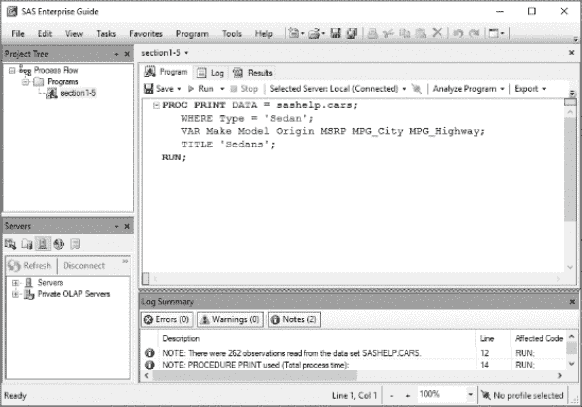 SAS Enterprise Guide
File Edit View Tasks Favorites Program Tools Help
Project Tree
Process Flow
Programs
section1-5
section1-5
Program Log Results
Save Run Stop Selected Server: Local (Connected) Analyze Program Export
PROC PRINT DATA = sashelp.cars;
WHERE Type = 'Sedan';
VAR Make Model Origin MSRP MPG_City MPG_Highway;
TITLE 'Sedans';
RUN;
Servers
Refresh Disconnect
Servers
Private OLAP Servers
Log Summary
Errors (0) Warnings (0) Notes (2)
Description Line Affected Code
NOTE: There were 262 observations read from the data set SASHELP.CARS. 12 RUN;
NOTE: PROCEDURE PRINT used (Total process time): 14 RUN;
Ready Line 1, Col 1 - + 100% No profile selected